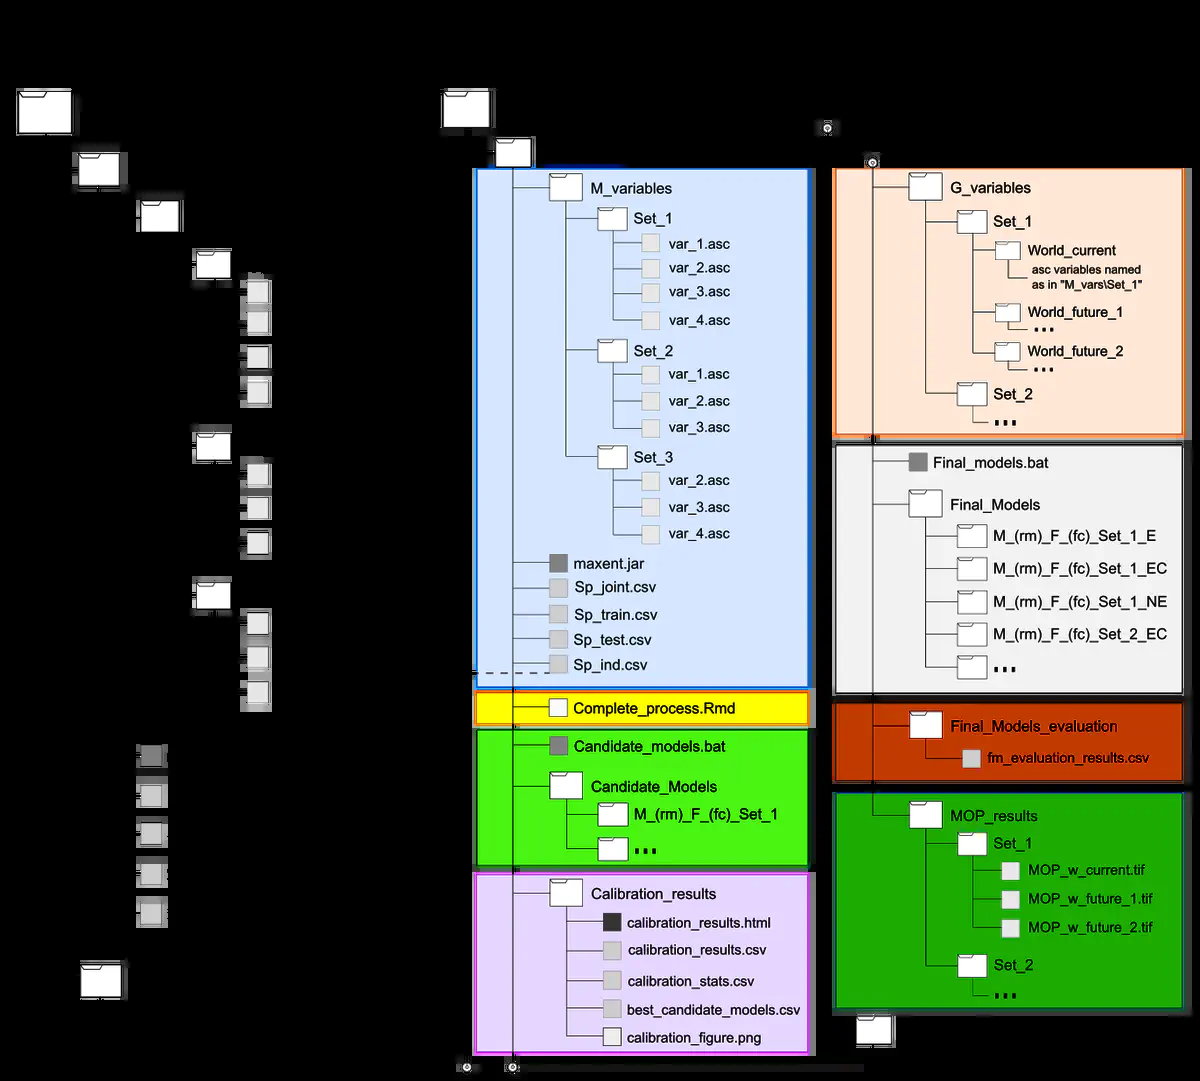 M_variables
Set_1
var_1.asc
var_2.asc
var_3.asc
var_4.asc
Set_2
var_1.asc
var_2.asc
var_3.asc
Set_3
var_2.asc
var_3.asc
var_4.asc
maxent.jar
Sp_joint.csv
Sp_train.csv
Sp_test.csv
Sp_ind.csv
Complete_process.Rmd
Candidate_models.bat
Candidate_Models
M_(rm)_F_(fc)_Set_1
...
Calibration_results
calibration_results.html
calibration_results.csv
calibration_stats.csv
best_candidate_models.csv
calibration_figure.png
G_variables
Set_1
World_current
asc variables named
as in "M_vars\Set_1"
World_future_1
...
World_future_2
...
Set_2
...
Final_models.bat
Final_Models
M_(rm)_F_(fc)_Set_1_E
M_(rm)_F_(fc)_Set_1_EC
M_(rm)_F_(fc)_Set_1_NE
M_(rm)_F_(fc)_Set_2_EC
...
Final_Models_evaluation
fm_evaluation_results.csv
MOP_results
Set_1
MOP_w_current.tif
MOP_w_future_1.tif
MOP_w_future_2.tif
Set_2
...